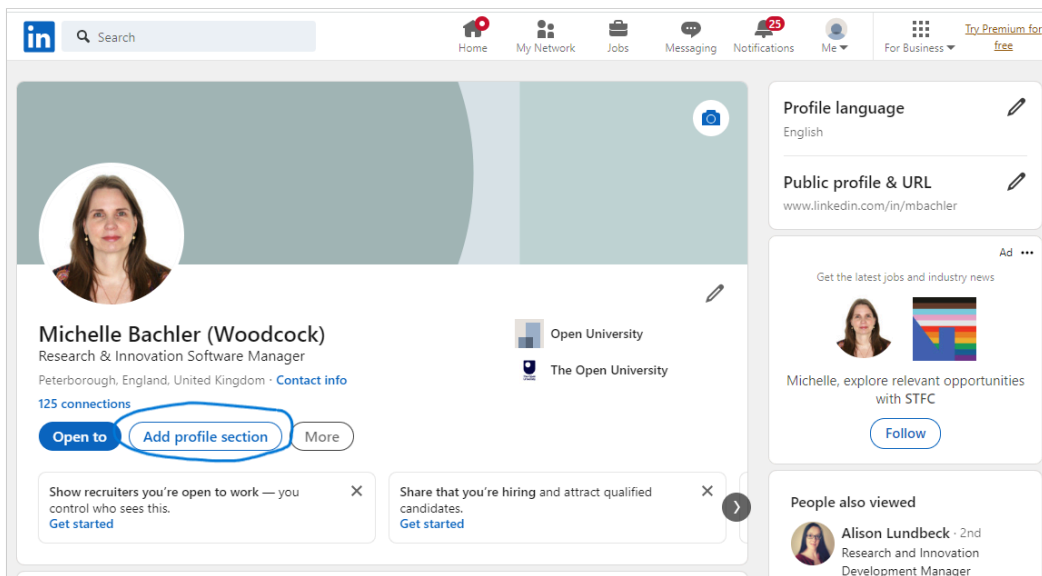 in
Search
Home
My Network
Jobs
Messaging
25
Notifications
Me
For Business
Try Premium for
free
Michelle Bachler (Woodcock)
Research & Innovation Software Manager
Peterborough, England, United Kingdom · Contact info
125 connections
Open University
The Open University
Open to
Add profile section
More
Show recruiters you're open to work — you
control who sees this.
Get started
Share that you're hiring and attract qualified
candidates.
Get started
Profile language
English
Public profile & URL
www.linkedin.com/in/mbachler
Ad
Get the latest jobs and industry news
Michelle, explore relevant opportunities
with STFC
Follow
People also viewed
Alison Lundbeck · 2nd
Research and Innovation
Development Manager